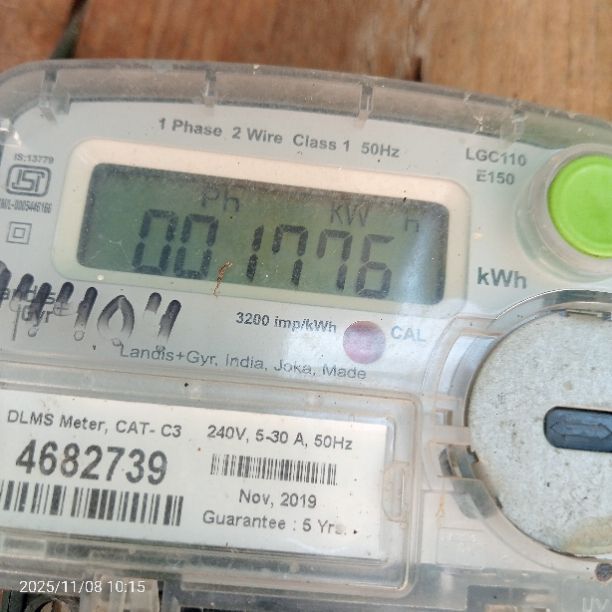 1 Phase 2 Wire Class 1 50Hz
LGC110
E150
IS:13779
ISI
Ph kW h
001776
kWh
Gyr
3200 imp/kWh
CAL
Landis+Gyr, India, Joka, Made
DLMS Meter, CAT- C3
4682739
240V, 5-30 A, 50Hz
Nov, 2019
Guarantee : 5 Yrs.
2025/11/08 10:15